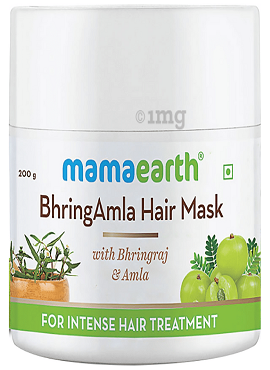 1mg
200 g
mamaearth®
BhringAmla Hair Mask
with Bhringraj
& Amla
FOR INTENSE HAIR TREATMENT